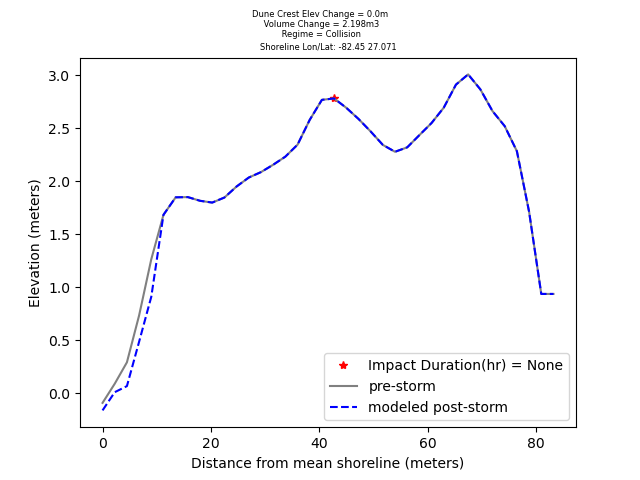 Dune Crest Elev Change = 0.0m
Volume Change = 2.198m3
Regime = Collision
Shoreline Lon/Lat: -82.45 27.071
3.0
2.5
2.0
1.5
1.0
0.5
0.0
Elevation (meters)
Impact Duration(hr) = None
pre-storm
modeled post-storm
0 20 40 60 80
Distance from mean shoreline (meters)